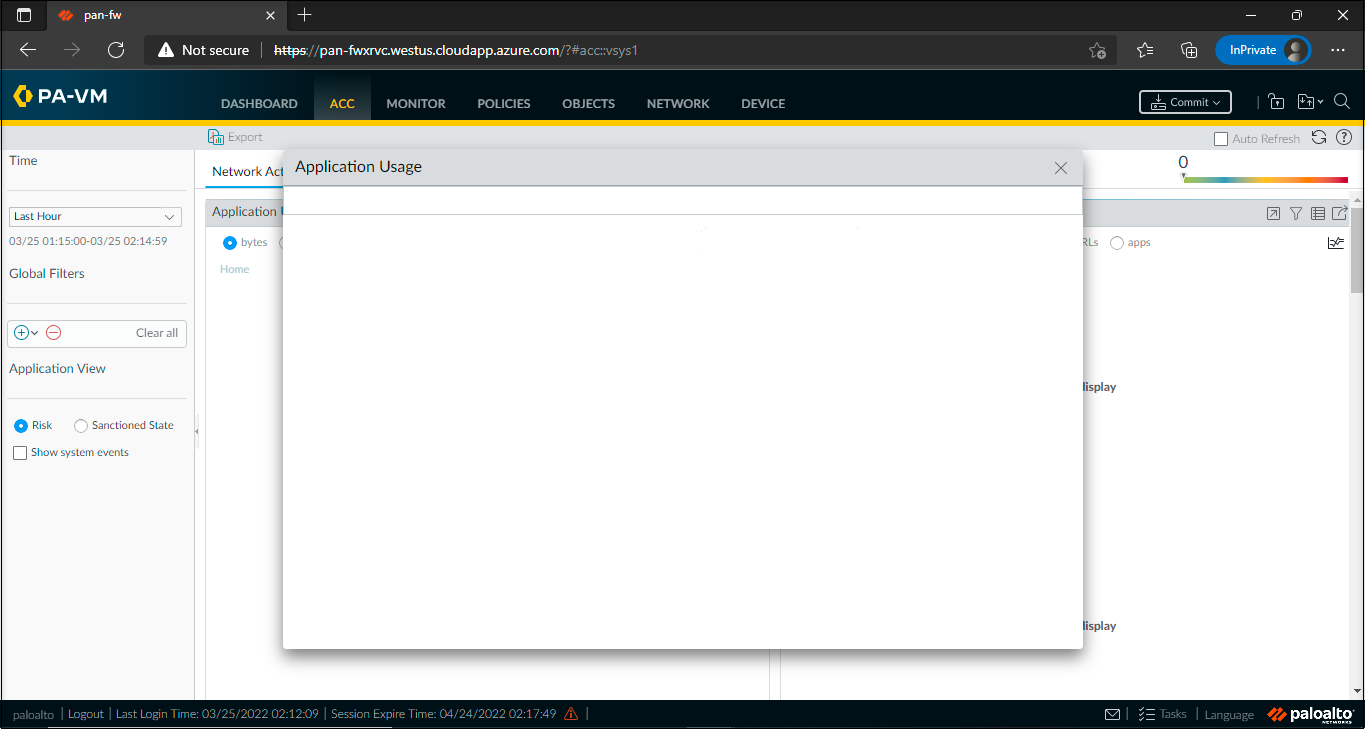 pan-fw
Not secure
https://pan-fwxrvc.westus.cloudapp.azure.com/?#acc::vsys1
InPrivate
PA-VM
DASHBOARD
ACC
MONITOR
POLICIES
OBJECTS
NETWORK
DEVICE
Commit
Export
Auto Refresh
Time
Last Hour
03/25 01:15:00-03/25 02:14:59
Global Filters
Clear all
Application View
Risk
Sanctioned State
Show system events
Network Act
0
Application U
bytes
Home
Application Usage
RLs
apps
display
display
paloalto
Logout
Last Login Time: 03/25/2022 02:12:09
Session Expire Time: 04/24/2022 02:17:49
Tasks
Language
paloalto
NETWORKS